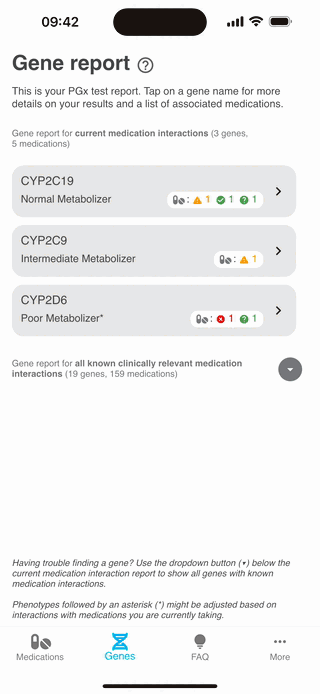 09:42
Gene report ?
This is your PGx test report. Tap on a gene name for more
details on your results and a list of associated medications.
Gene report for current medication interactions (3 genes,
5 medications)
CYP2C19
Normal Metabolizer : 1 1 ? 1
CYP2C9
Intermediate Metabolizer : 1
CYP2D6
Poor Metabolizer* : 1 ? 1
Gene report for all known clinically relevant medication
interactions (19 genes, 159 medications)
Having trouble finding a gene? Use the dropdown button (▾) below the
current medication interaction report to show all genes with known
medication interactions.
Phenotypes followed by an asterisk (*) might be adjusted based on
interactions with medications you are currently taking.
Medications Genes FAQ More